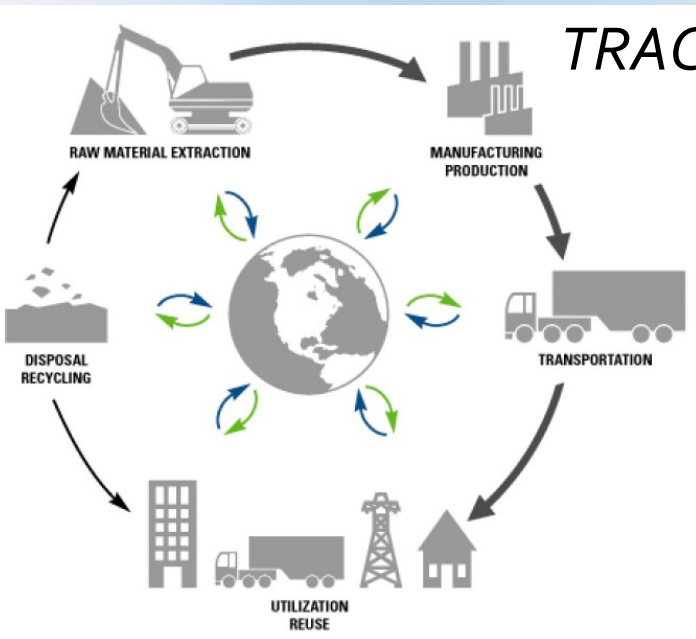 TRAC
RAW MATERIAL EXTRACTION
MANUFACTURING
PRODUCTION
DISPOSAL
RECYCLING
TRANSPORTATION
UTILIZATION
REUSE